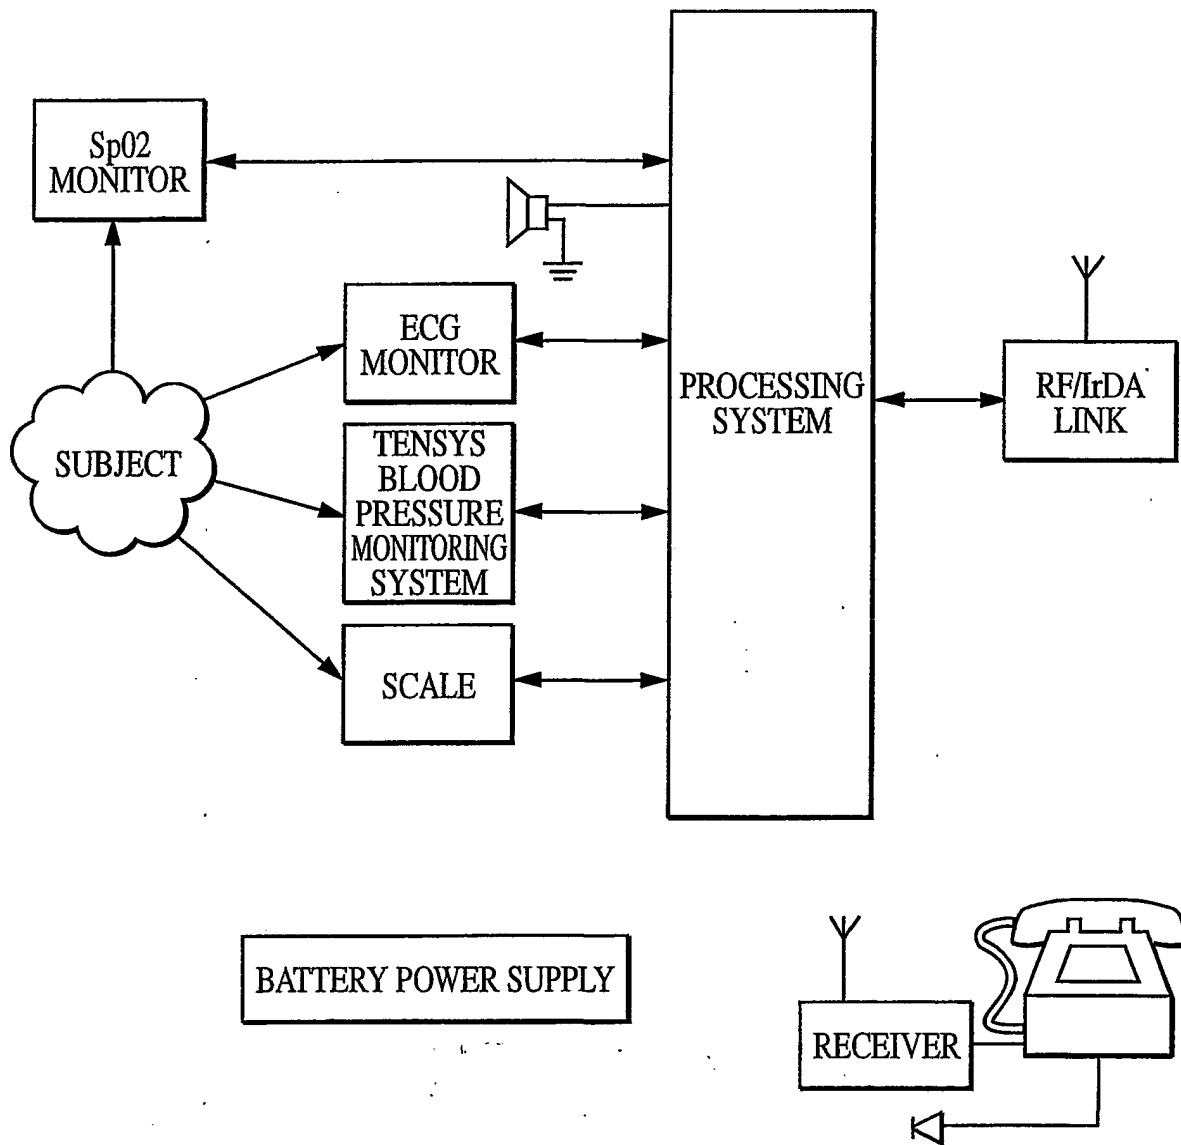 Sp02
MONITOR
ECG
MONITOR
PROCESSING
SYSTEM
RF/IrDA
LINK
SUBJECT
TENSYS
BLOOD
PRESSURE
MONITORING
SYSTEM
SCALE
BATTERY POWER SUPPLY
RECEIVER